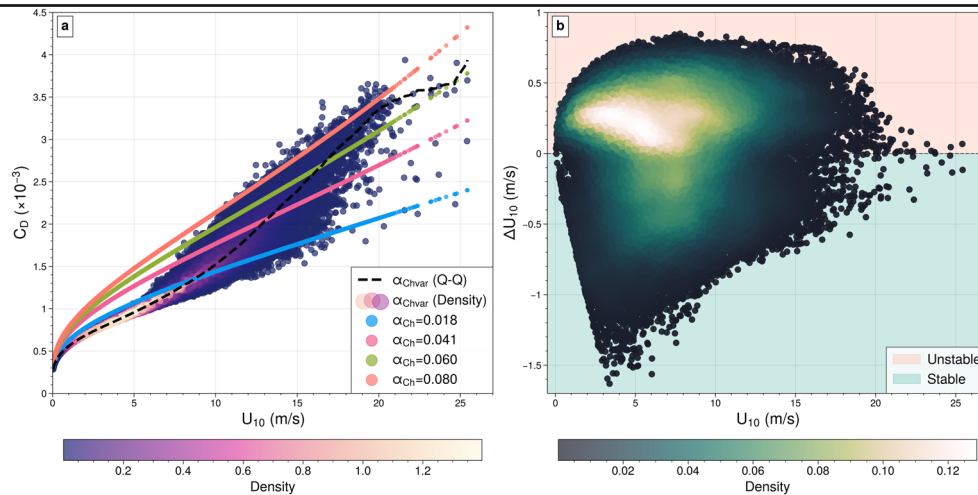 a
C_D (×10⁻³)
4.5
4
3.5
3
2.5
2
1.5
1
0.5
0
0
5
10
15
20
25
U₁₀ (m/s)
α_Chvar (Q-Q)
α_Chvar (Density)
α_Ch=0.018
α_Ch=0.041
α_Ch=0.060
α_Ch=0.080
0.2
0.4
0.6
0.8
1.0
1.2
Density
b
ΔU₁₀ (m/s)
1
0.5
0
−0.5
−1
−1.5
0
5
10
15
20
25
U₁₀ (m/s)
Unstable
Stable
0.02
0.04
0.06
0.08
0.10
0.12
Density